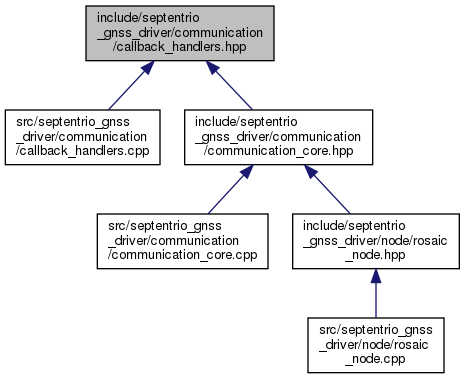 include/septentrio
_gnss_driver/communication
/callback_handlers.hpp
src/septentrio_gnss
_driver/communication
/callback_handlers.cpp
include/septentrio
_gnss_driver/communication
/communication_core.hpp
src/septentrio_gnss
_driver/communication
/communication_core.cpp
include/septentrio
_gnss_driver/node/rosaic
_node.hpp
src/septentrio_gnss
_driver/node/rosaic
_node.cpp